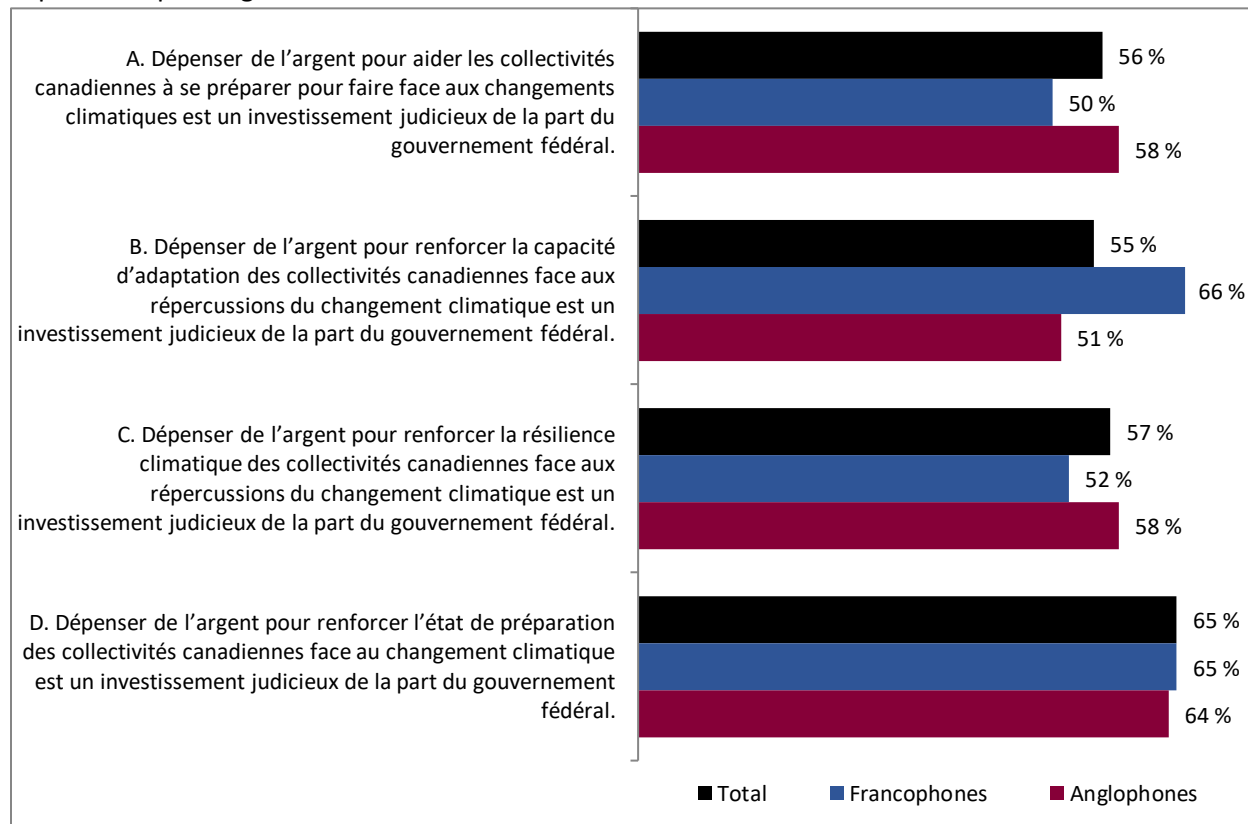 A. Dépenser de l’argent pour aider les collectivités
canadiennes à se préparer pour faire face aux changements
climatiques est un investissement judicieux de la part du
gouvernement fédéral.
56 %
50 %
58 %
B. Dépenser de l’argent pour renforcer la capacité
d’adaptation des collectivités canadiennes face aux
répercussions du changement climatique est un
investissement judicieux de la part du gouvernement fédéral.
55 %
66 %
51 %
C. Dépenser de l’argent pour renforcer la résilience
climatique des collectivités canadiennes face aux
répercussions du changement climatique est un
investissement judicieux de la part du gouvernement fédéral.
57 %
52 %
58 %
D. Dépenser de l’argent pour renforcer l’état de préparation
des collectivités canadiennes face au changement climatique
est un investissement judicieux de la part du gouvernement
fédéral.
65 %
65 %
64 %
Total Francophones Anglophones